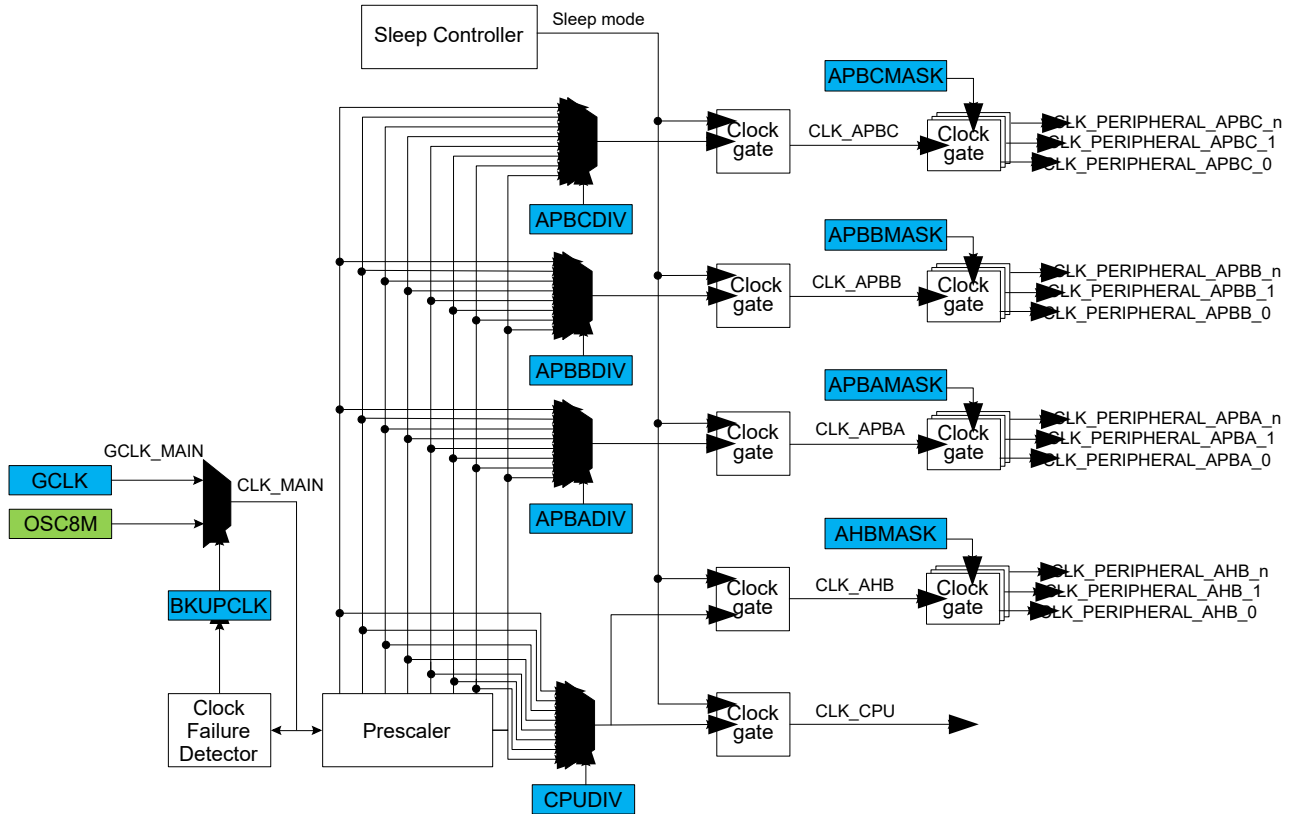 Sleep mode
Sleep Controller
APBCMASK
Clock
gate
CLK_APBC
Clock
gate
CLK_PERIPHERAL_APBC_n
CLK_PERIPHERAL_APBC_1
CLK_PERIPHERAL_APBC_0
APBCDIV
APBBMASK
Clock
gate
CLK_APBB
Clock
gate
CLK_PERIPHERAL_APBB_n
CLK_PERIPHERAL_APBB_1
CLK_PERIPHERAL_APBB_0
APBBDIV
APBAMASK
Clock
gate
CLK_APBA
Clock
gate
CLK_PERIPHERAL_APBA_n
CLK_PERIPHERAL_APBA_1
CLK_PERIPHERAL_APBA_0
GCLK_MAIN
GCLK
CLK_MAIN
OSC8M
APBADIV
AHBMASK
Clock
gate
CLK_AHB
Clock
gate
CLK_PERIPHERAL_AHB_n
CLK_PERIPHERAL_AHB_1
CLK_PERIPHERAL_AHB_0
BKUPCLK
Clock
Failure
Detector
Prescaler
Clock
gate
CLK_CPU
CPUDIV